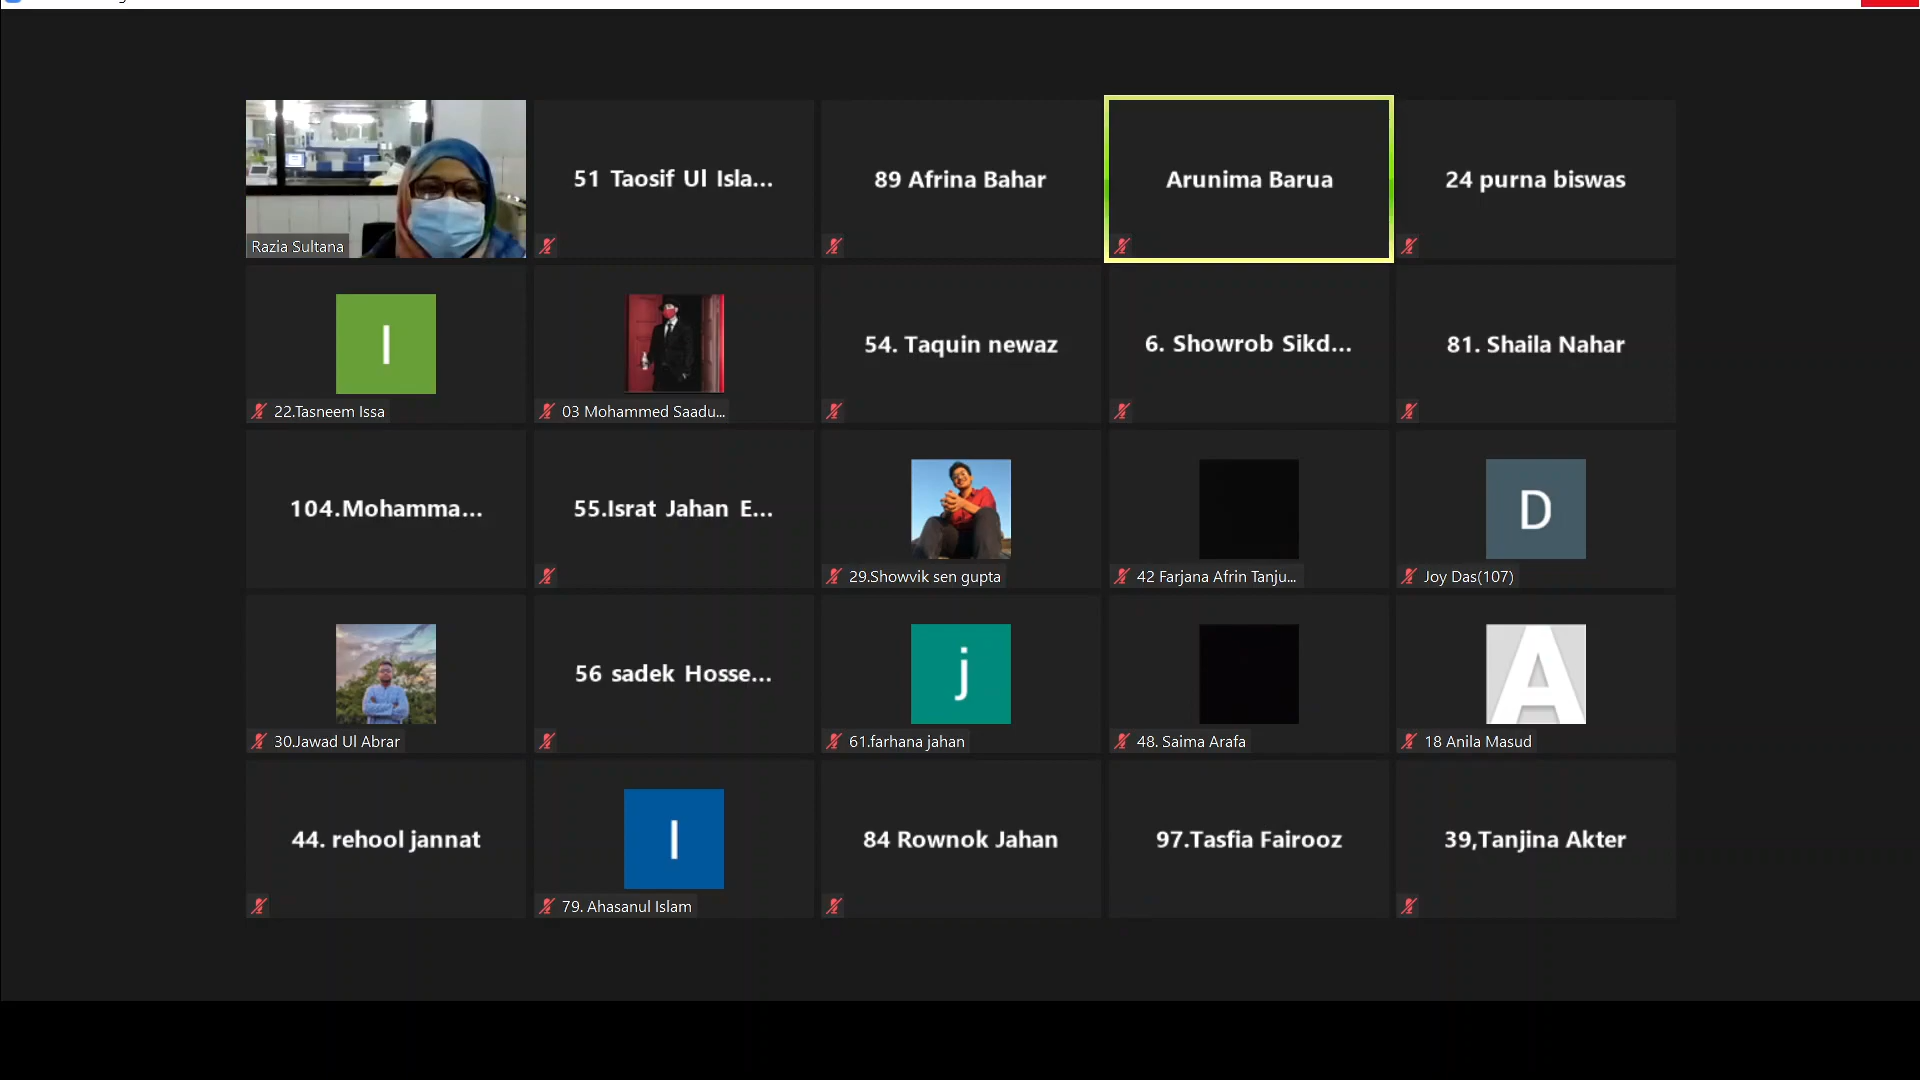 Razia Sultana
51 Taosif Ul Isla...
89 Afrina Bahar
Arunima Barua
24 purna biswas
I
22.Tasneem Issa
03 Mohammed Saadu...
54. Taquin newaz
6. Showrob Sikd...
81. Shaila Nahar
104.Mohamma...
55.Israt Jahan E...
29.Showvik sen gupta
42 Farjana Afrin Tanju...
D
Joy Das(107)
30.Jawad Ul Abrar
56 sadek Hosse...
j
61.farhana jahan
48. Saima Arafa
A
18 Anila Masud
44. rehool jannat
I
79. Ahasanul Islam
84 Rownok Jahan
97.Tasfia Fairooz
39,Tanjina Akter